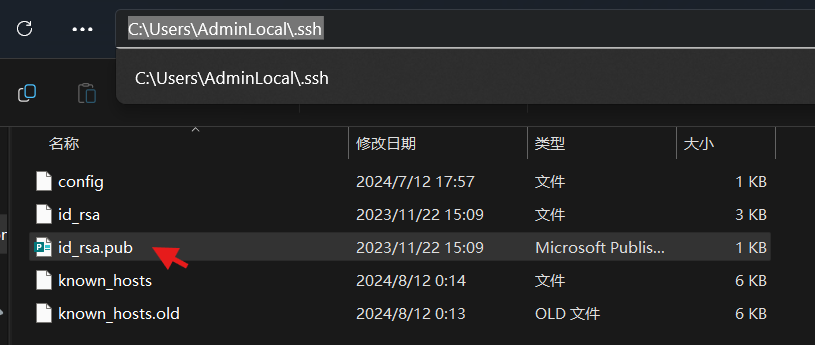 C:\Users\AdminLocal\.ssh
C:\Users\AdminLocal\.ssh
名称 修改日期 类型 大小
config 2024/7/12 17:57 文件 1 KB
id_rsa 2023/11/22 15:09 文件 3 KB
id_rsa.pub 2023/11/22 15:09 Microsoft Publis... 1 KB
known_hosts 2024/8/12 0:14 文件 6 KB
known_hosts.old 2024/8/12 0:13 OLD 文件 6 KB